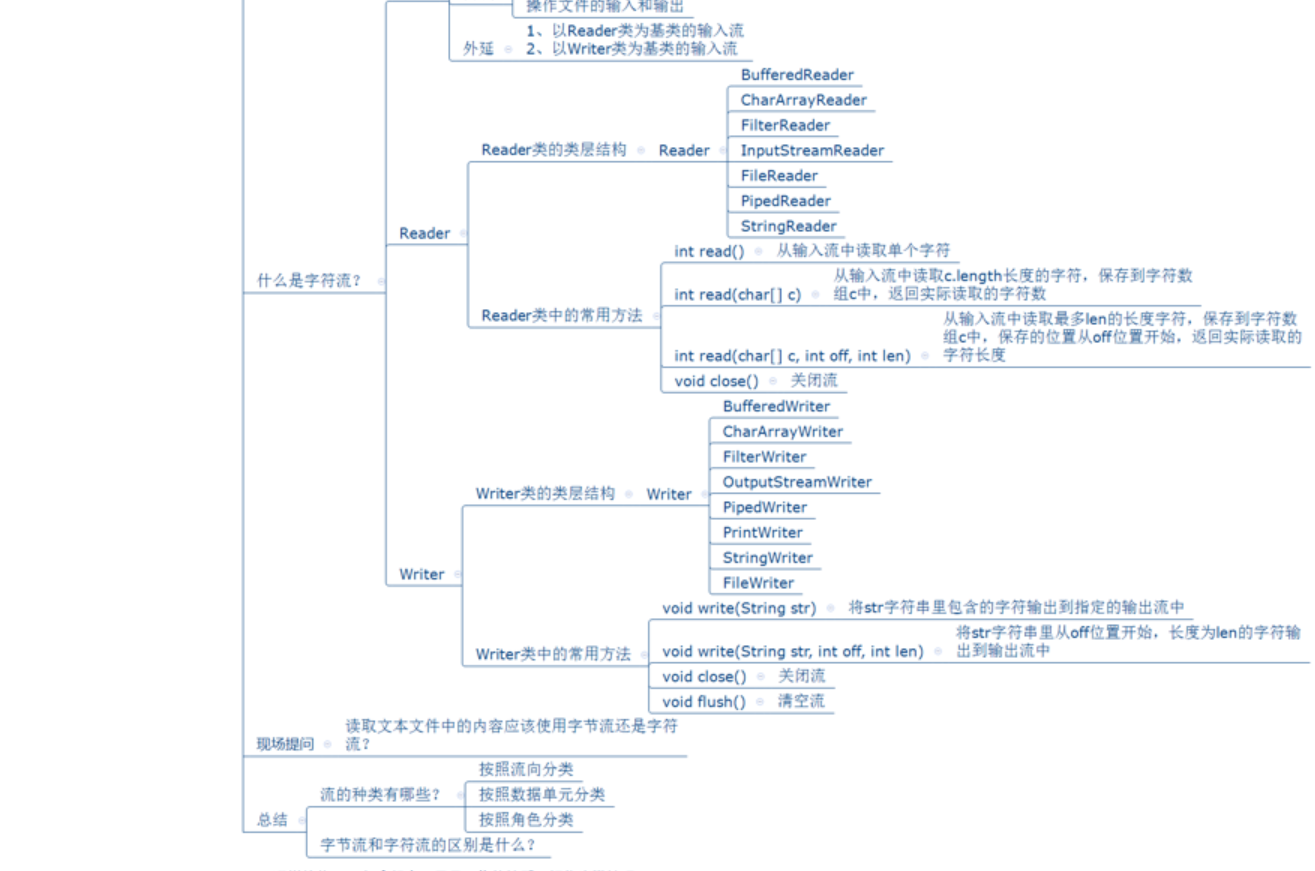 操作文件的输入和输出
外延
1、以Reader类为基类的输入流
2、以Writer类为基类的输入流
什么是字符流？
Reader
Reader类的类层结构
Reader
BufferedReader
CharArrayReader
FilterReader
InputStreamReader
FileReader
PipedReader
StringReader
Reader类中的常用方法
int read()
从输入流中读取单个字符
int read(char[] c)
从输入流中读取c.length长度的字符，保存到字符数
组c中，返回实际读取的字符数
int read(char[] c, int off, int len)
从输入流中读取最多len的长度字符，保存到字符数
组c中，保存的位置从off位置开始，返回实际读取的
字符长度
void close()
关闭流
Writer
Writer类的类层结构
Writer
BufferedWriter
CharArrayWriter
FilterWriter
OutputStreamWriter
PipedWriter
PrintWriter
StringWriter
FileWriter
Writer类中的常用方法
void write(String str)
将str字符串里包含的字符输出到指定的输出流中
void write(String str, int off, int len)
将str字符串里从off位置开始，长度为len的字符输
出到输出流中
void close()
关闭流
void flush()
清空流
现场提问
读取文本文件中的内容应该使用字节流还是字符
流？
总结
流的种类有哪些？
按照流向分类
按照数据单元分类
按照角色分类
字节流和字符流的区别是什么？